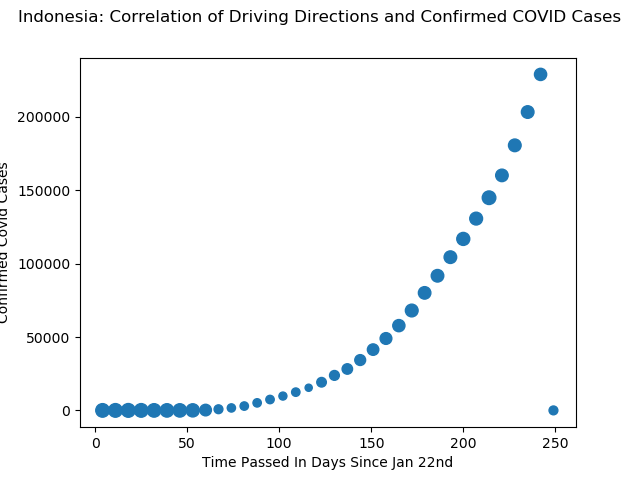 Indonesia: Correlation of Driving Directions and Confirmed COVID Cases
200000
150000
100000
50000
0
Confirmed Covid Cases
0 50 100 150 200 250
Time Passed In Days Since Jan 22nd